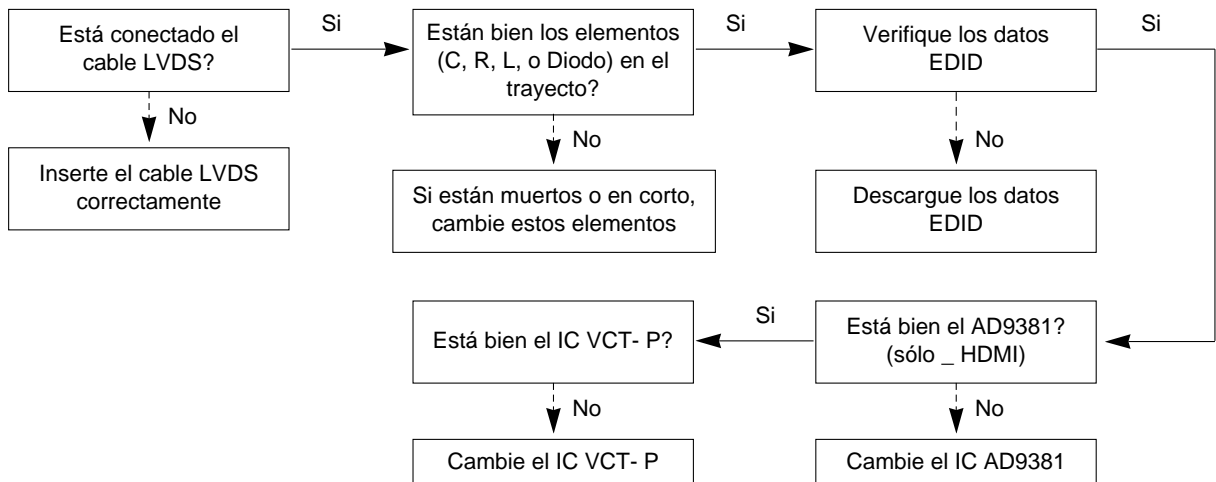 Está conectado el
cable LVDS?
Si
Están bien los elementos
(C, R, L, o Diodo) en el
trayecto?
Si
Verifique los datos
EDID
Si
No
Inserte el cable LVDS
correctamente
No
Si están muertos o en corto,
cambie estos elementos
No
Descargue los datos
EDID
Está bien el IC VCT- P?
Si
Está bien el AD9381?
(sólo _ HDMI)
No
Cambie el IC VCT- P
No
Cambie el IC AD9381